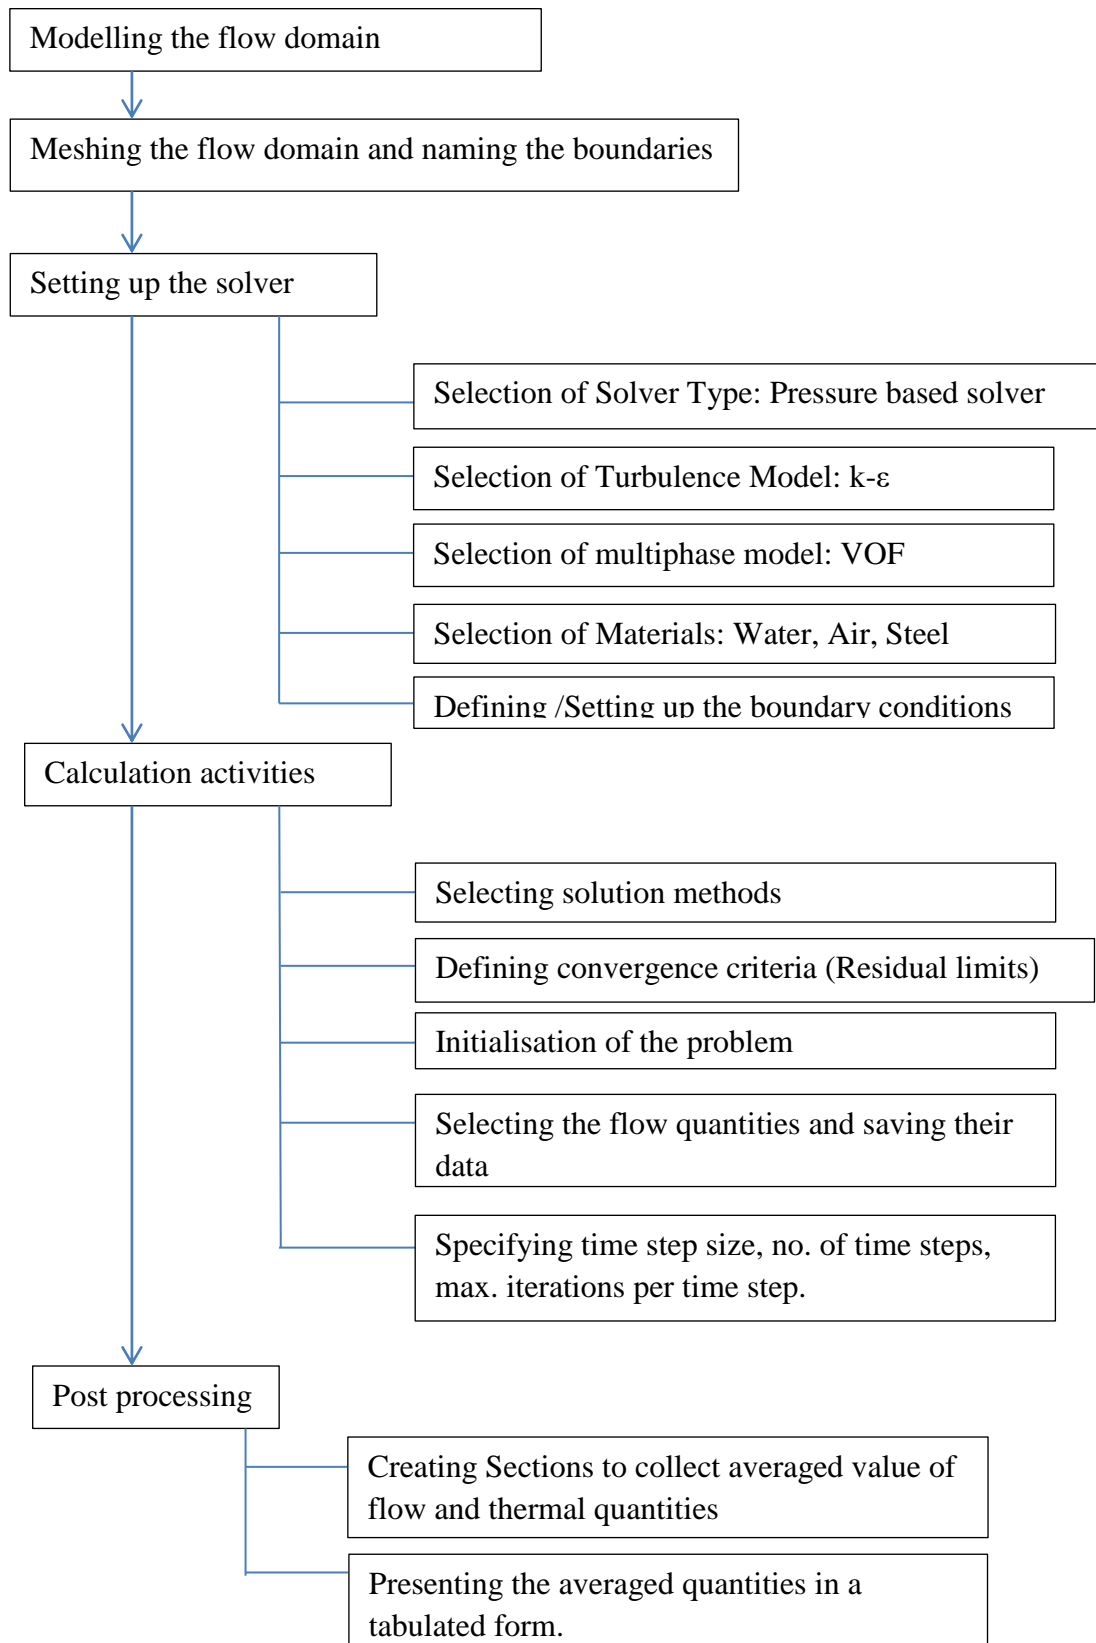 Modelling the flow domain
Meshing the flow domain and naming the boundaries
Setting up the solver
Selection of Solver Type: Pressure based solver
Selection of Turbulence Model: k-ε
Selection of multiphase model: VOF
Selection of Materials: Water, Air, Steel
Defining /Setting up the boundary conditions
Calculation activities
Selecting solution methods
Defining convergence criteria (Residual limits)
Initialisation of the problem
Selecting the flow quantities and saving their
data
Specifying time step size, no. of time steps,
max. iterations per time step.
Post processing
Creating Sections to collect averaged value of
flow and thermal quantities
Presenting the averaged quantities in a
tabulated form.